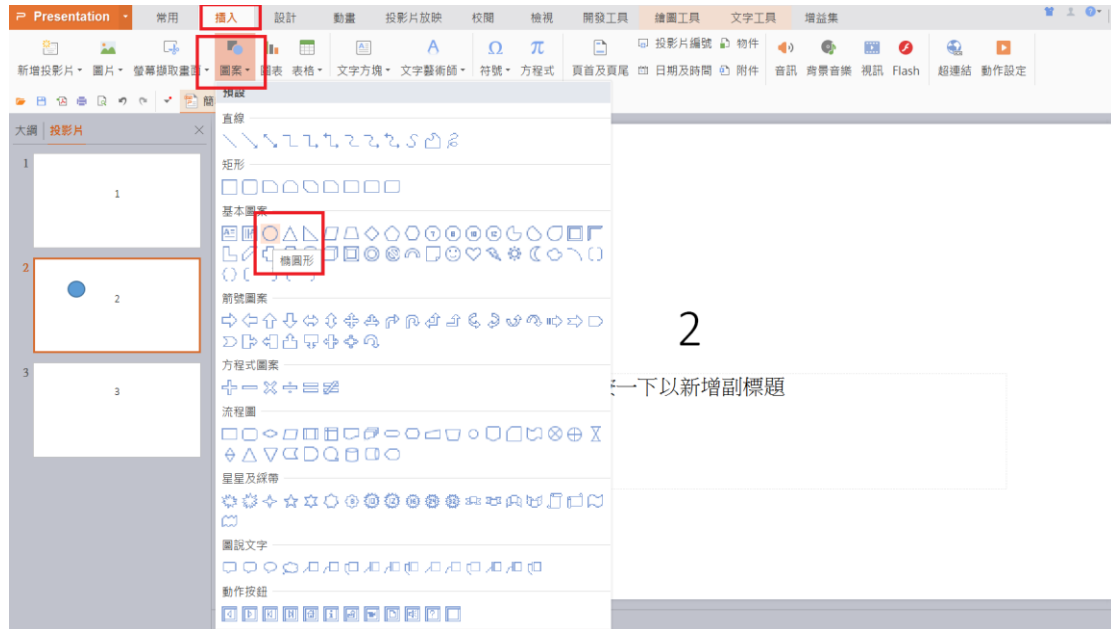 Presentation 常用 插入 設計 動畫 投影片放映 校閱 檢視 開發工具 繪圖工具 文字工具 增益集
投影片編號 物件
新增投影片 圖片 螢幕擷取畫面 圖案 圖表 表格 文字方塊 文字藝術師 符號 方程式 頁首及頁尾 日期及時間 附件 音訊 背景音樂 視訊 Flash 超連結 動作設定
簡
預設
大綱 投影片
直線
矩形
1
1
基本圖案
橢圓形
2
2
箭號圖案
2
方程式圖案
3
3
一下以新增副標題
流程圖
星星及綵帶
圖說文字
動作按鈕